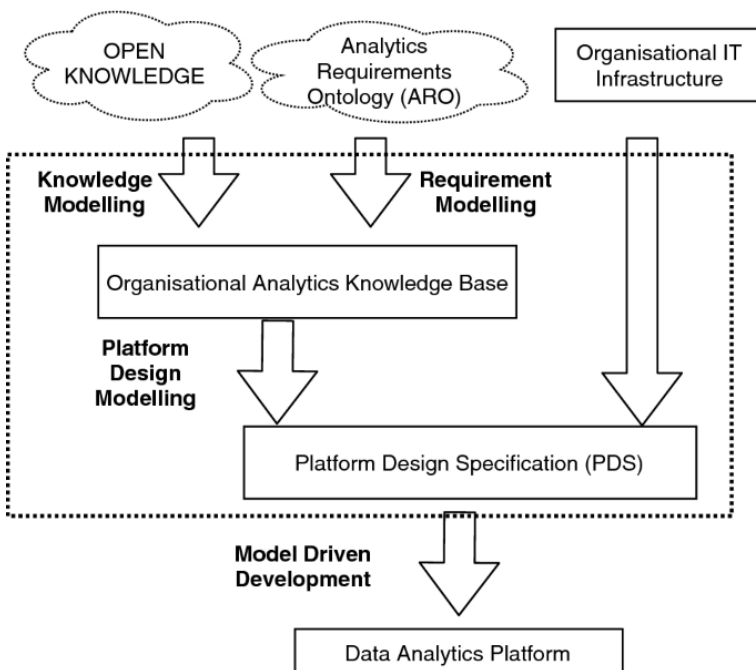 OPEN
KNOWLEDGE
Analytics
Requirements
Ontology (ARO)
Organisational IT
Infrastructure
Knowledge
Modelling
Requirement
Modelling
Organisational Analytics Knowledge Base
Platform
Design
Modelling
Platform Design Specification (PDS)
Model Driven
Development
Data Analytics Platform